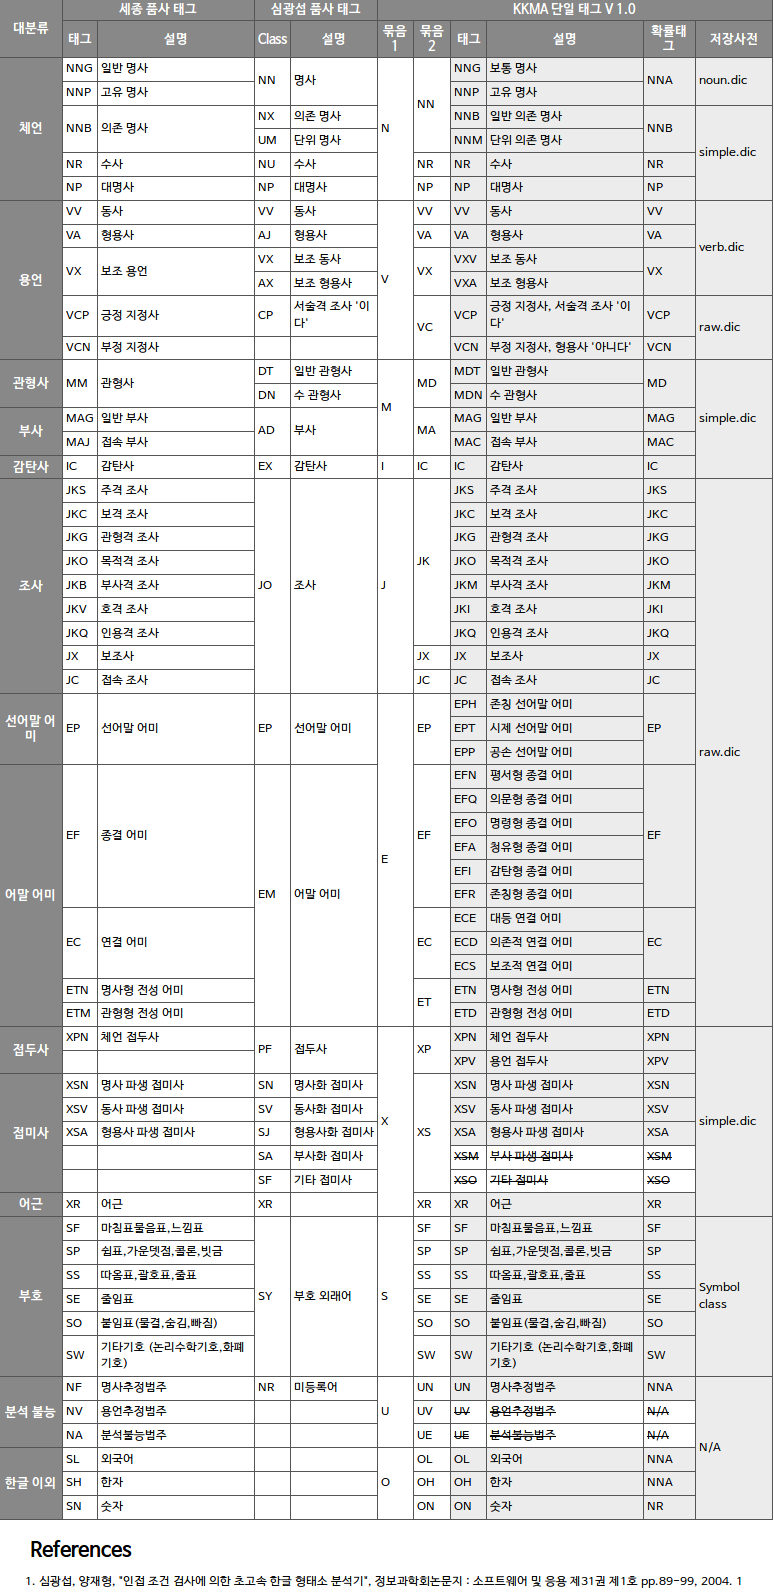 대분류 세종 품사 태그 심광섭 품사 태그 KKMA 단일 태그 V 1.0
태그 설명 Class 설명 묶음 1 묶음 2 태그 설명 확률태그 저장사전
체언 NNG 일반 명사 NN 명사 N NN NNG 보통 명사 NNA noun.dic
NNP 고유 명사 NNP 고유 명사
NNB 의존 명사 NX 의존 명사 NNB 일반 의존 명사 NNB simple.dic
UM 단위 명사 NNM 단위 의존 명사
NR 수사 NU 수사 NR NR 수사 NR
NP 대명사 NP 대명사 NP NP 대명사 NP
용언 VV 동사 VV 동사 V VV VV 동사 VV verb.dic
VA 형용사 AJ 형용사 VA VA 형용사 VA
VX 보조 용언 VX 보조 동사 VX VXV 보조 동사 VX
AX 보조 형용사 VXA 보조 형용사
VCP 긍정 지정사 CP 서술격 조사 '이다' VC VCP 긍정 지정사, 서술격 조사 '이다' VCP raw.dic
VCN 부정 지정사 VCN 부정 지정사, 형용사 '아니다' VCN
관형사 MM 관형사 DT 일반 관형사 M MD MDT 일반 관형사 MD simple.dic
DN 수 관형사 MDN 수 관형사
부사 MAG 일반 부사 AD 부사 MA MAG 일반 부사 MAG
MAJ 접속 부사 MAC 접속 부사 MAC
감탄사 IC 감탄사 EX 감탄사 I IC IC 감탄사 IC
조사 JKS 주격 조사 JO 조사 J JK JKS 주격 조사 JKS raw.dic
JKC 보격 조사 JKC 보격 조사 JKC
JKG 관형격 조사 JKG 관형격 조사 JKG
JKO 목적격 조사 JKO 목적격 조사 JKO
JKB 부사격 조사 JKM 부사격 조사 JKM
JKV 호격 조사 JKI 호격 조사 JKI
JKQ 인용격 조사 JKQ 인용격 조사 JKQ
JX 보조사 JX JX 보조사 JX
JC 접속 조사 JC JC 접속 조사 JC
선어말 어미 EP 선어말 어미 EP 선어말 어미 E EP EPH 존칭 선어말 어미 EP
EPT 시제 선어말 어미
EPP 공손 선어말 어미
어말 어미 EF 종결 어미 EM 어말 어미 EF EFN 평서형 종결 어미 EF
EFQ 의문형 종결 어미
EFO 명령형 종결 어미
EFA 청유형 종결 어미
EFI 감탄형 종결 어미
EFR 존칭형 종결 어미
EC 연결 어미 EC ECE 대등 연결 어미 EC
ECD 의존적 연결 어미
ECS 보조적 연결 어미
ETN 명사형 전성 어미 ET ETN 명사형 전성 어미 ETN
ETM 관형형 전성 어미 ETD 관형형 전성 어미 ETD
접두사 XPN 체언 접두사 PF 접두사 X XP XPN 체언 접두사 XPN simple.dic
XPV 용언 접두사 XPV
접미사 XSN 명사 파생 접미사 SN 명사화 접미사 XS XSN 명사 파생 접미사 XSN
XSV 동사 파생 접미사 SV 동사화 접미사 XSV 동사 파생 접미사 XSV
XSA 형용사 파생 접미사 SJ 형용사화 접미사 XSA 형용사 파생 접미사 XSA
SA 부사화 접미사 XSM 부사 파생 접미사 XSM
SF 기타 접미사 XSO 기타 접미사 XSO
어근 XR 어근 XR XR XR 어근 XR
부호 SF 마침표물음표,느낌표 SY 부호 외래어 S SF SF 마침표물음표,느낌표 SF Symbol class
SP 쉼표,가운뎃점,콜론,빗금 SP SP 쉼표,가운뎃점,콜론,빗금 SP
SS 따옴표,괄호표,줄표 SS SS 따옴표,괄호표,줄표 SS
SE 줄임표 SE SE 줄임표 SE
SO 붙임표(물결,숨김,빠짐) SO SO 붙임표(물결,숨김,빠짐) SO
SW 기타기호 (논리수학기호,화폐기호) SW SW 기타기호 (논리수학기호,화폐기호) SW
분석 불능 NF 명사추정범주 NR 미등록어 U UN UN 명사추정범주 NNA N/A
NV 용언추정범주 UV UV 용언추정범주 N/A
NA 분석불능범주 UE UE 분석불능범주 N/A
한글 이외 SL 외국어 O OL OL 외국어 NNA
SH 한자 OH OH 한자 NNA
SN 숫자 ON ON 숫자 NR
References
1. 심광섭, 양재형, "인접 조건 검사에 의한 초고속 한글 형태소 분석기", 정보과학회논문지 : 소프트웨어 및 응용 제31권 제1호 pp.89-99, 2004. 1